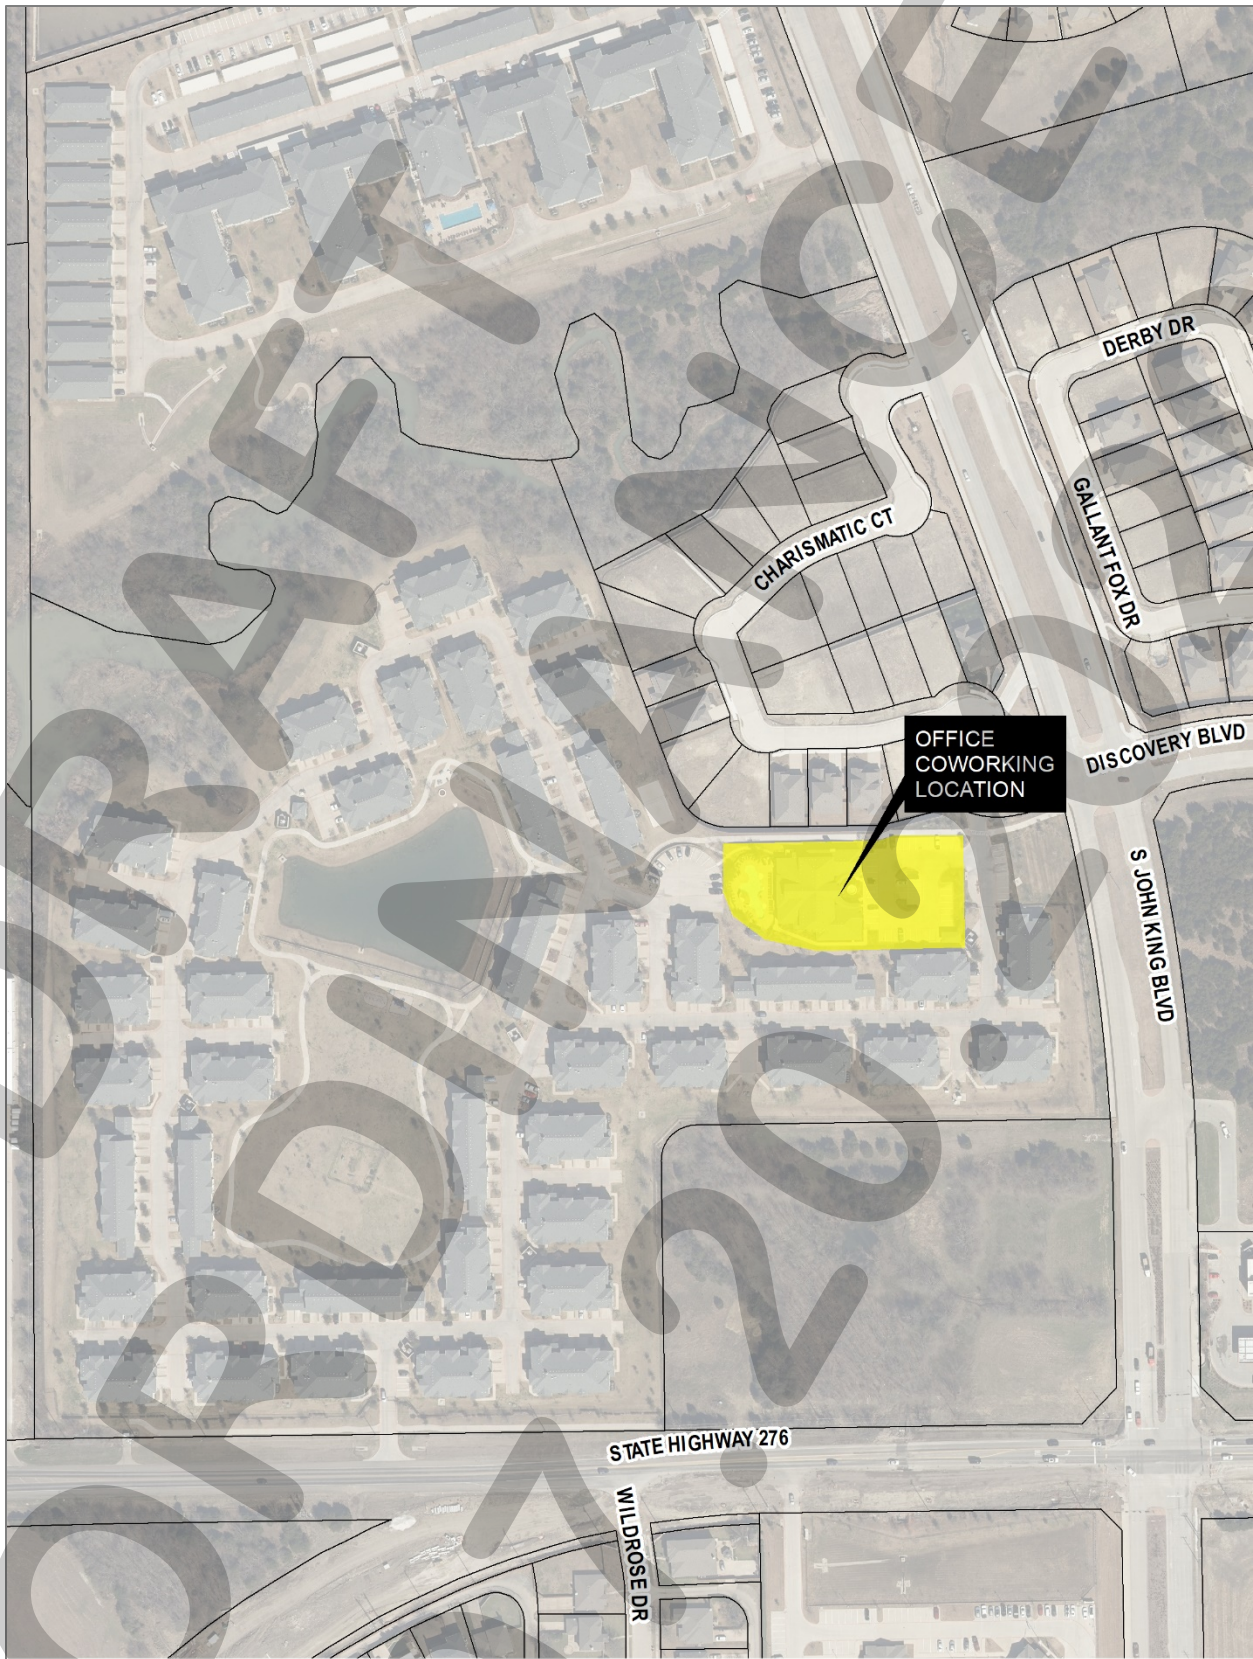 DRAFT
ORDINANCE
DERBY DR
GALLANT FOX DR
CHARISMATIC CT
OFFICE
COWORKING
LOCATION
DISCOVERY BLVD
S JOHN KING BLVD
STATE HIGHWAY 276
WILDROSE DR